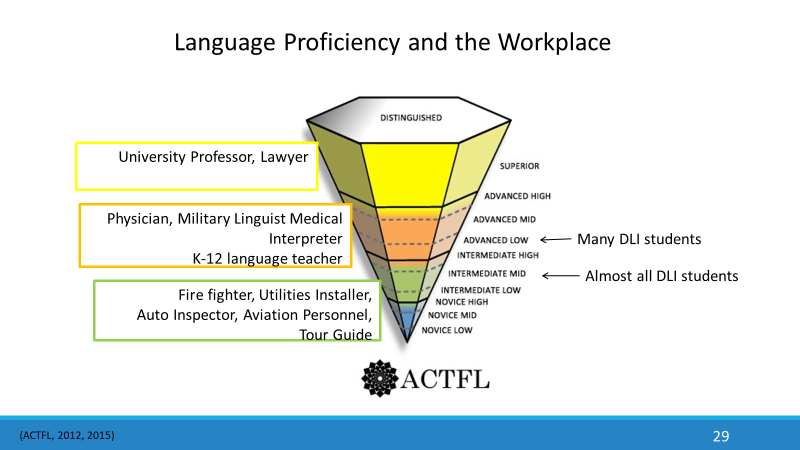 Language Proficiency and the Workplace
DISTINGUISHED
University Professor, Lawyer
SUPERIOR
ADVANCED HIGH
Physician, Military Linguist Medical
Interpreter
K-12 language teacher
ADVANCED MID
ADVANCED LOW
Many DLI students
INTERMEDIATE HIGH
INTERMEDIATE MID
Almost all DLI students
INTERMEDIATE LOW
Fire fighter, Utilities Installer,
Auto Inspector, Aviation Personnel,
Tour Guide
NOVICE HIGH
NOVICE MID
NOVICE LOW
ACTFL
(ACTFL, 2012, 2015)
29